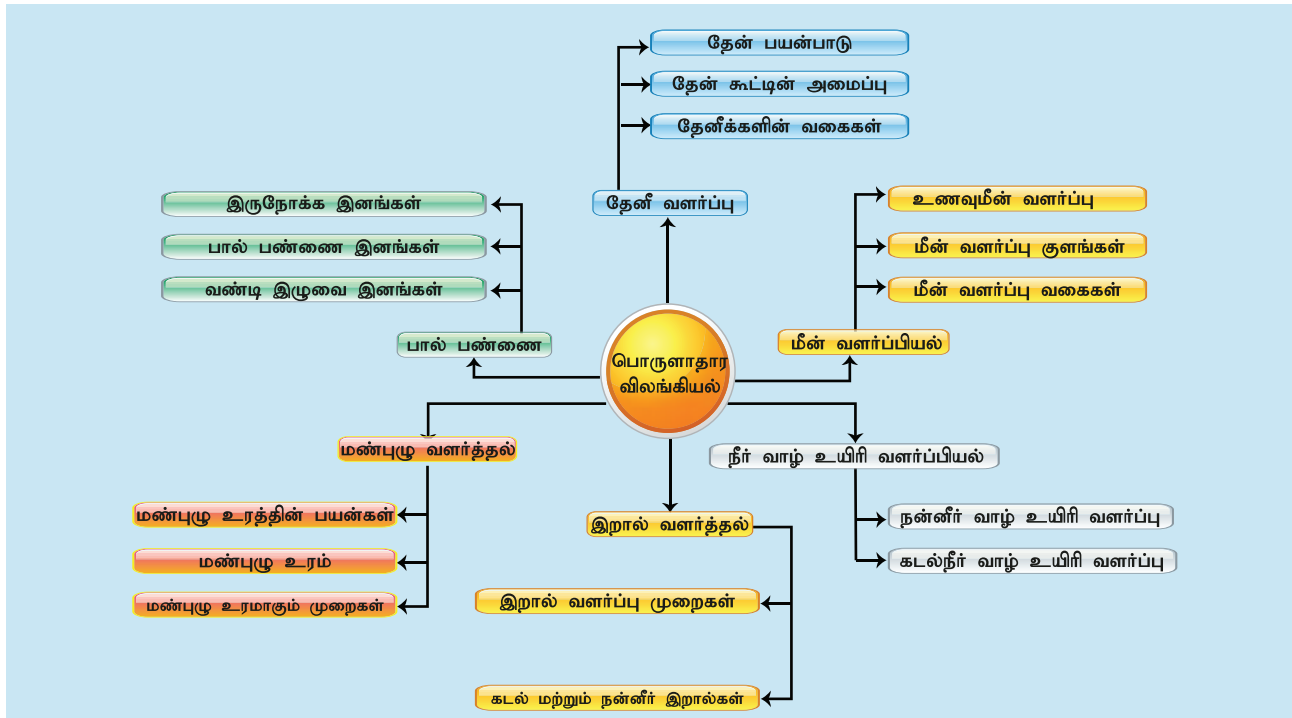 தேன் பயன்பாடு
தேன் கூட்டின் அமைப்பு
தேனீக்களின் வகைகள்
தேனீ வளர்ப்பு
இருநோக்க இனங்கள்
பால் பண்ணை இனங்கள்
வண்டி இழுவை இனங்கள்
பால் பண்ணை
உணவுமீன் வளர்ப்பு
மீன் வளர்ப்பு குளங்கள்
மீன் வளர்ப்பு வகைகள்
மீன் வளர்ப்பியல்
பொருளாதார
விலங்கியல்
மண்புழு வளர்த்தல்
மண்புழு உரத்தின் பயன்கள்
மண்புழு உரம்
மண்புழு உரமாகும் முறைகள்
இறால் வளர்த்தல்
இறால் வளர்ப்பு முறைகள்
கடல் மற்றும் நன்னீர் இறால்கள்
நீர் வாழ் உயிரி வளர்ப்பியல்
நன்னீர் வாழ் உயிரி வளர்ப்பு
கடல்நீர் வாழ் உயிரி வளர்ப்பு